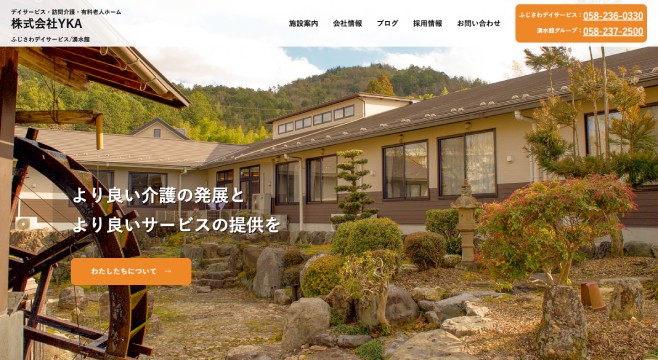 デイサービス・訪問介護・有料老人ホーム
株式会社YKA
ふじさわデイサービス/湧水館
施設案内 会社情報 ブログ 採用情報 お問い合わせ
ふじさわデイサービス：058-236-0330
湧水館グループ：058-237-2500
より良い介護の発展と
より良いサービスの提供を
わたしたちについて →